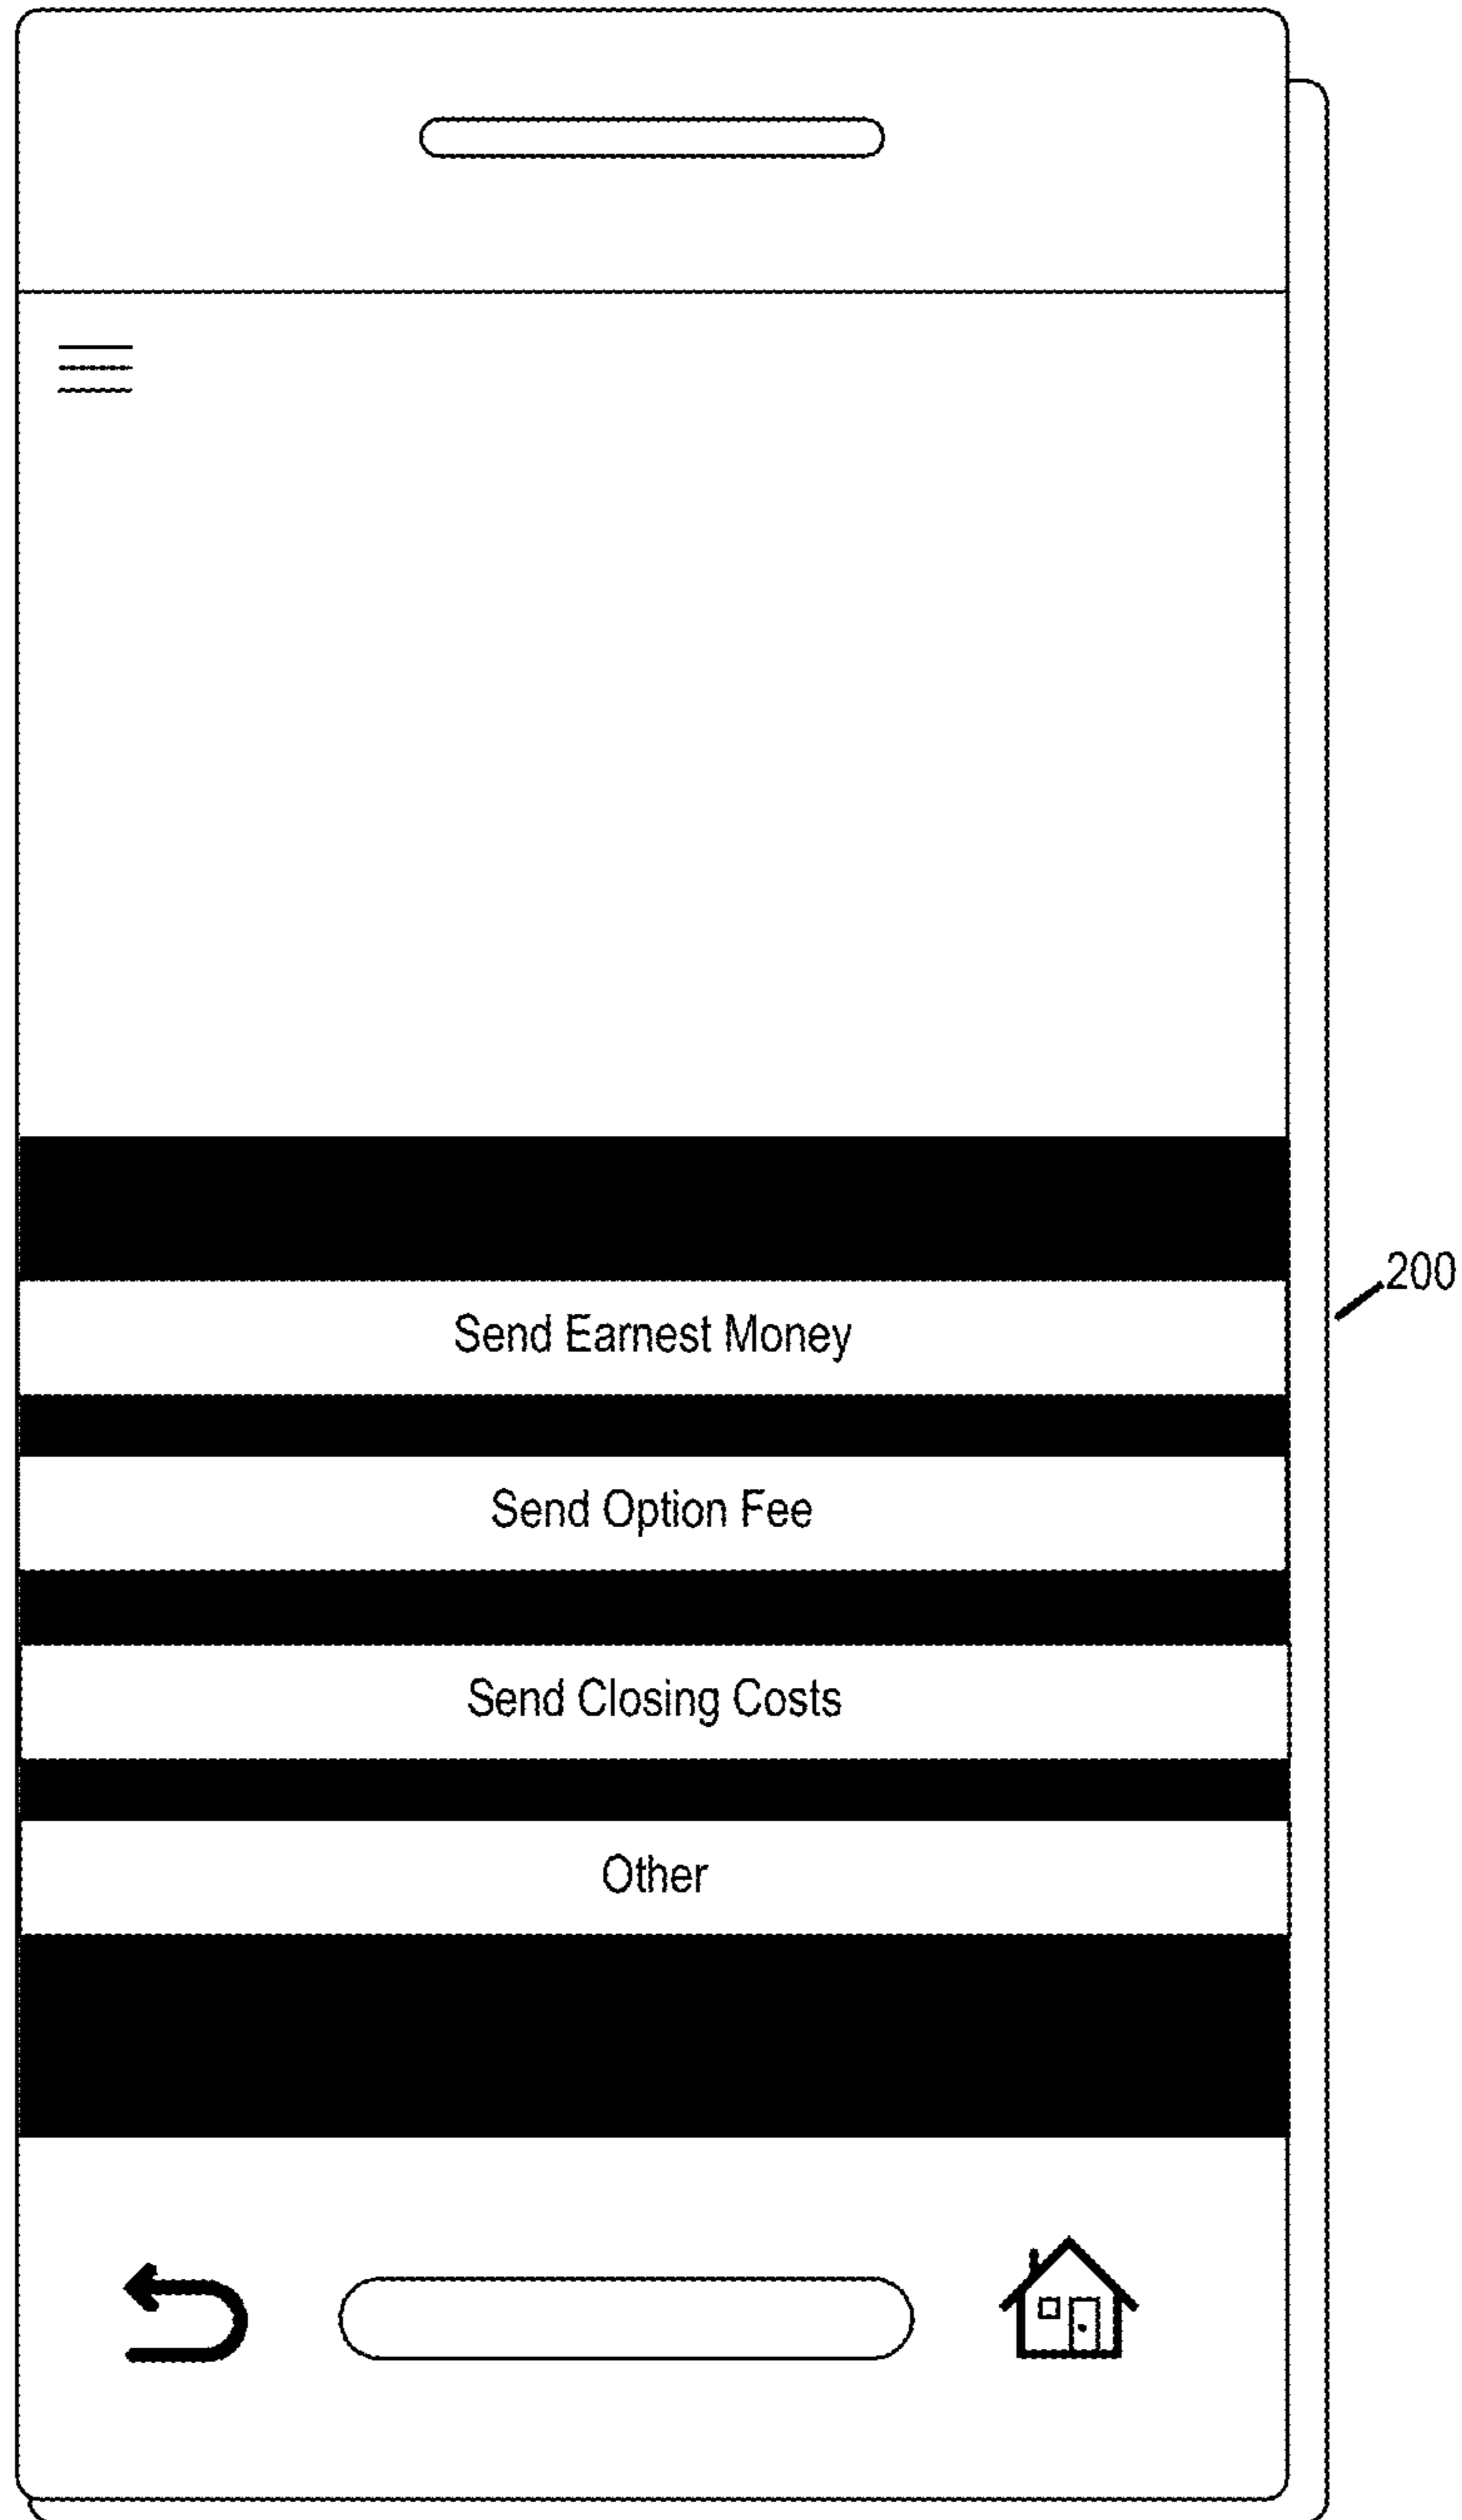 200
Send Earnest Money
Send Option Fee
Send Closing Costs
Other